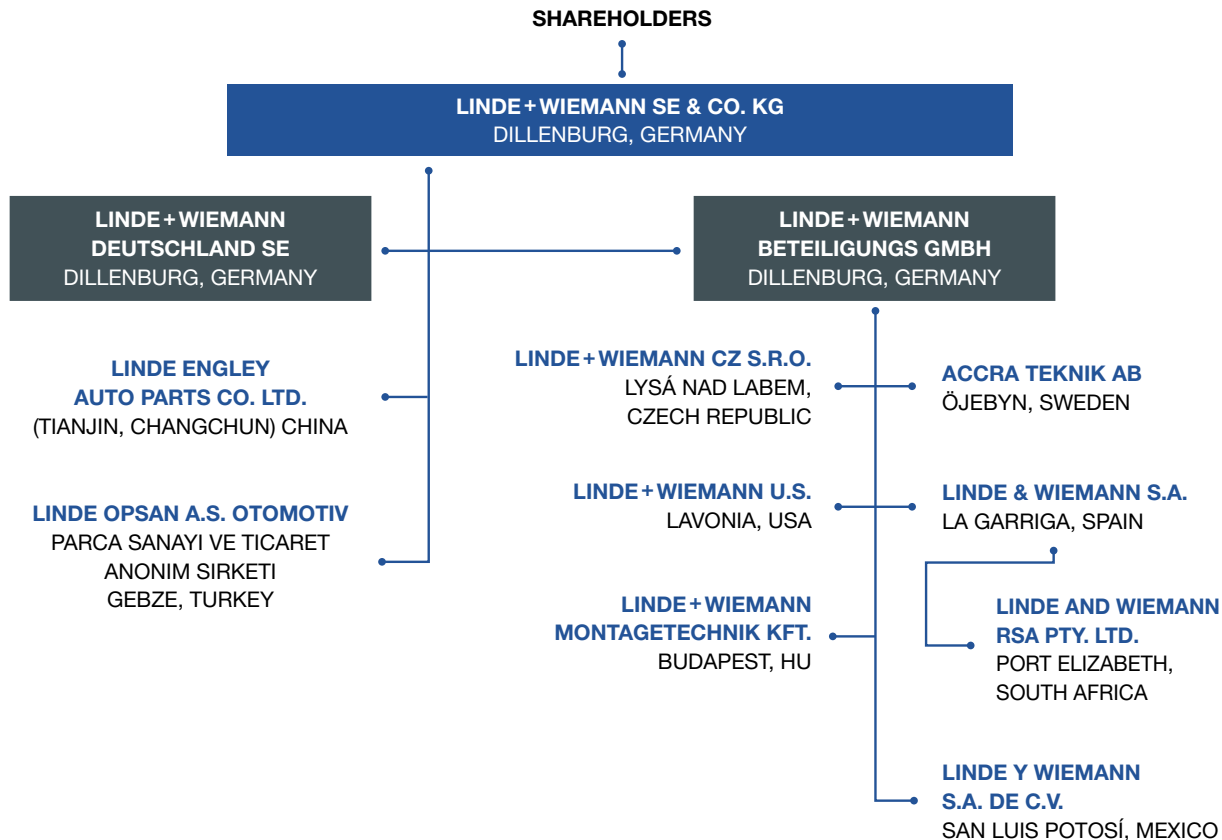 SHAREHOLDERS
LINDE+WIEMANN SE & CO. KG
DILLENBURG, GERMANY
LINDE+WIEMANN
DEUTSCHLAND SE
DILLENBURG, GERMANY
LINDE+WIEMANN
BETEILIGUNGS GMBH
DILLENBURG, GERMANY
LINDE ENGLEY
AUTO PARTS CO. LTD.
(TIANJIN, CHANGCHUN) CHINA
LINDE OPSAN A.S. OTOMOTIV
PARCA SANAYI VE TICARET
ANONIM SIRKETI
GEBZE, TURKEY
LINDE+WIEMANN CZ S.R.O.
LYSÁ NAD LABEM,
CZECH REPUBLIC
ACCRA TEKNIK AB
ÖJEBYN, SWEDEN
LINDE+WIEMANN U.S.
LAVONIA, USA
LINDE & WIEMANN S.A.
LA GARRIGA, SPAIN
LINDE+WIEMANN
MONTAGETECHNIK KFT.
BUDAPEST, HU
LINDE AND WIEMANN
RSA PTY. LTD.
PORT ELIZABETH,
SOUTH AFRICA
LINDE Y WIEMANN
S.A. DE C.V.
SAN LUIS POTOSÍ, MEXICO